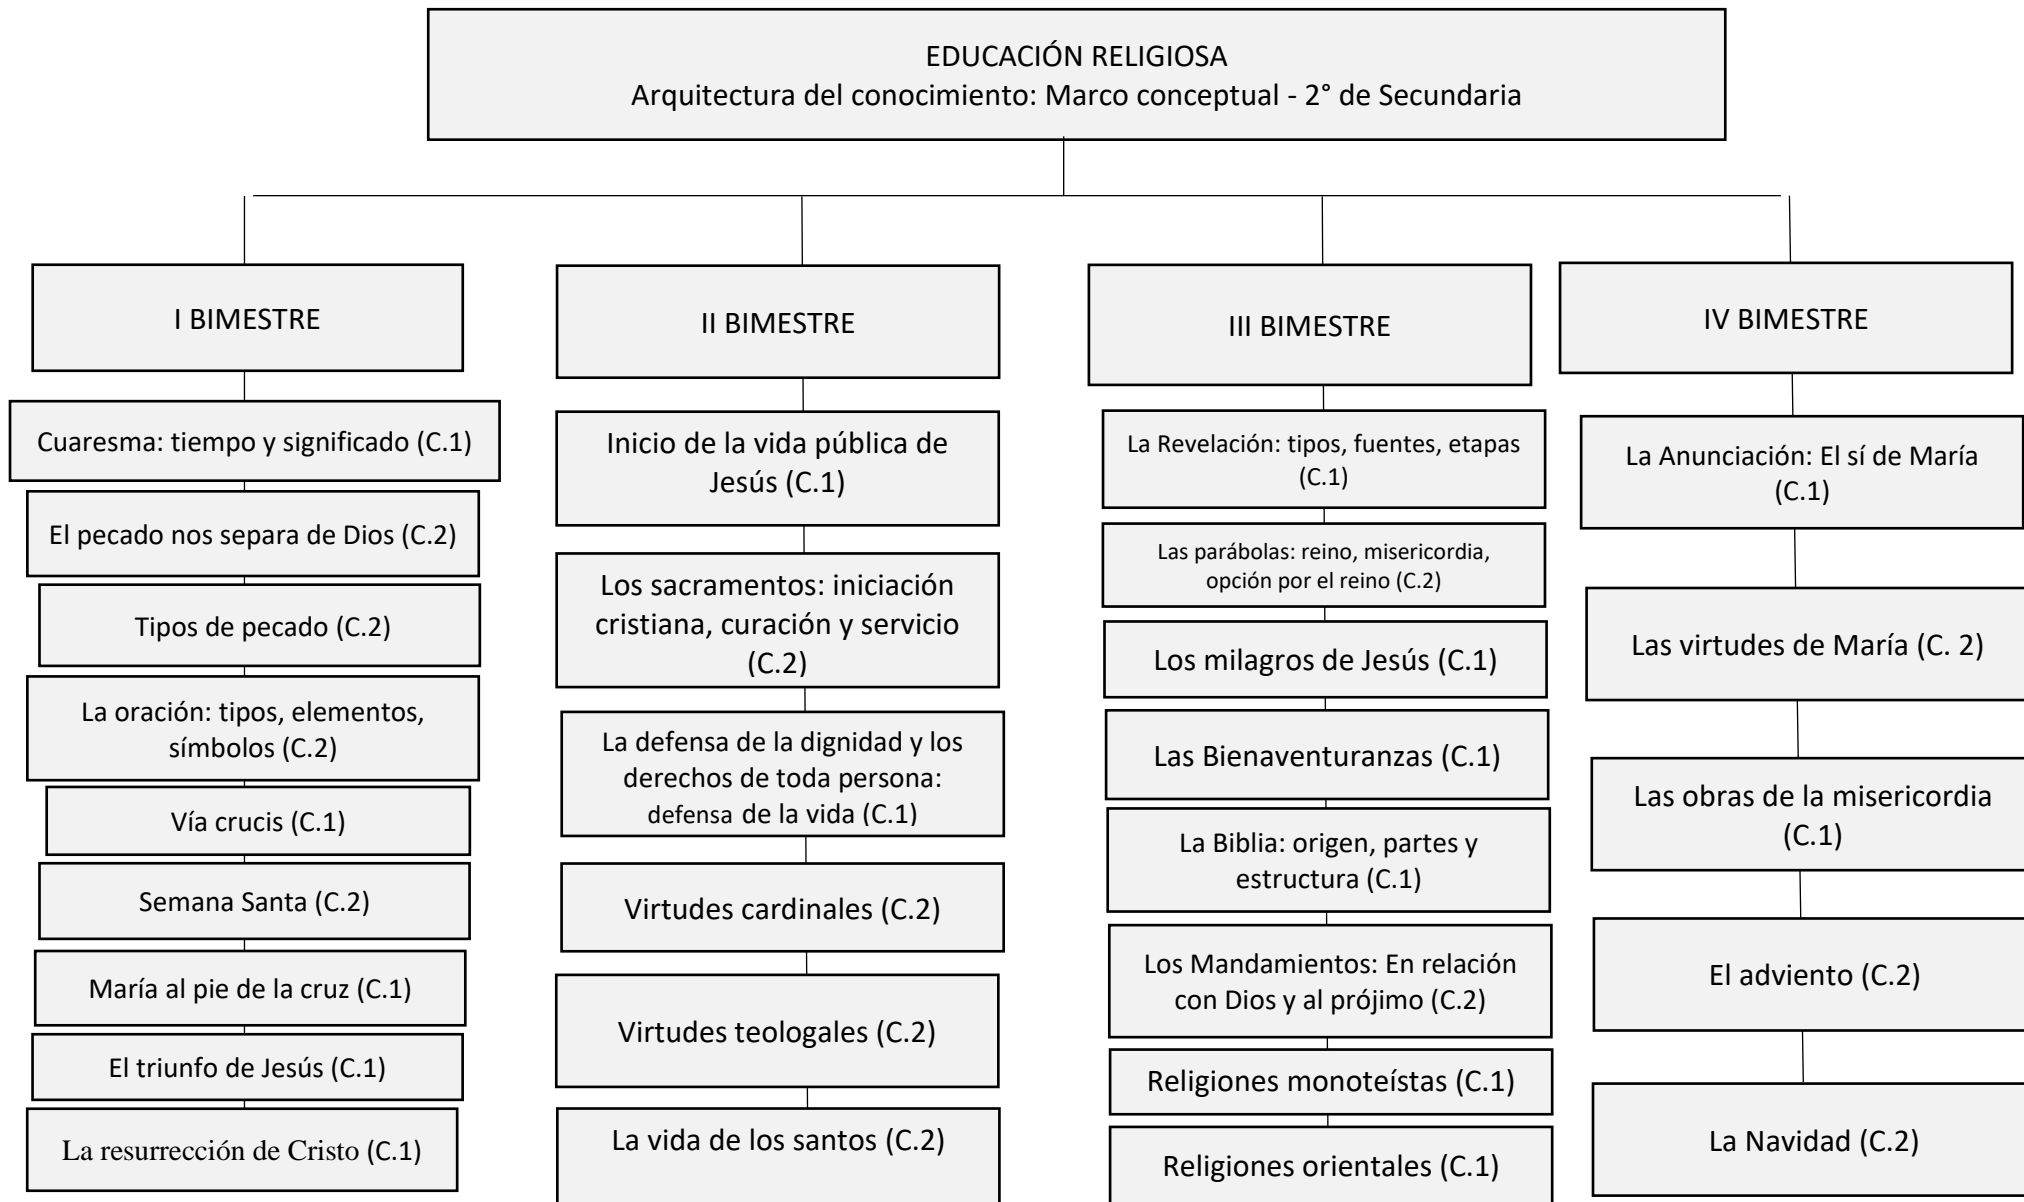 EDUCACIÓN RELIGIOSA
Arquitectura del conocimiento: Marco conceptual - 2° de Secundaria
I BIMESTRE
Cuaresma: tiempo y significado (C.1)
El pecado nos separa de Dios (C.2)
Tipos de pecado (C.2)
La oración: tipos, elementos,
símbolos (C.2)
Vía crucis (C.1)
Semana Santa (C.2)
María al pie de la cruz (C.1)
El triunfo de Jesús (C.1)
La resurrección de Cristo (C.1)
II BIMESTRE
Inicio de la vida pública de
Jesús (C.1)
Los sacramentos: iniciación
cristiana, curación y servicio
(C.2)
La defensa de la dignidad y los
derechos de toda persona:
defensa de la vida (C.1)
Virtudes cardinales (C.2)
Virtudes teologales (C.2)
La vida de los santos (C.2)
III BIMESTRE
La Revelación: tipos, fuentes, etapas
(C.1)
Las parábolas: reino, misericordia,
opción por el reino (C.2)
Los milagros de Jesús (C.1)
Las Bienaventuranzas (C.1)
La Biblia: origen, partes y
estructura (C.1)
Los Mandamientos: En relación
con Dios y al prójimo (C.2)
Religiones monoteístas (C.1)
Religiones orientales (C.1)
IV BIMESTRE
La Anunciación: El sí de María
(C.1)
Las virtudes de María (C. 2)
Las obras de la misericordia
(C.1)
El adviento (C.2)
La Navidad (C.2)